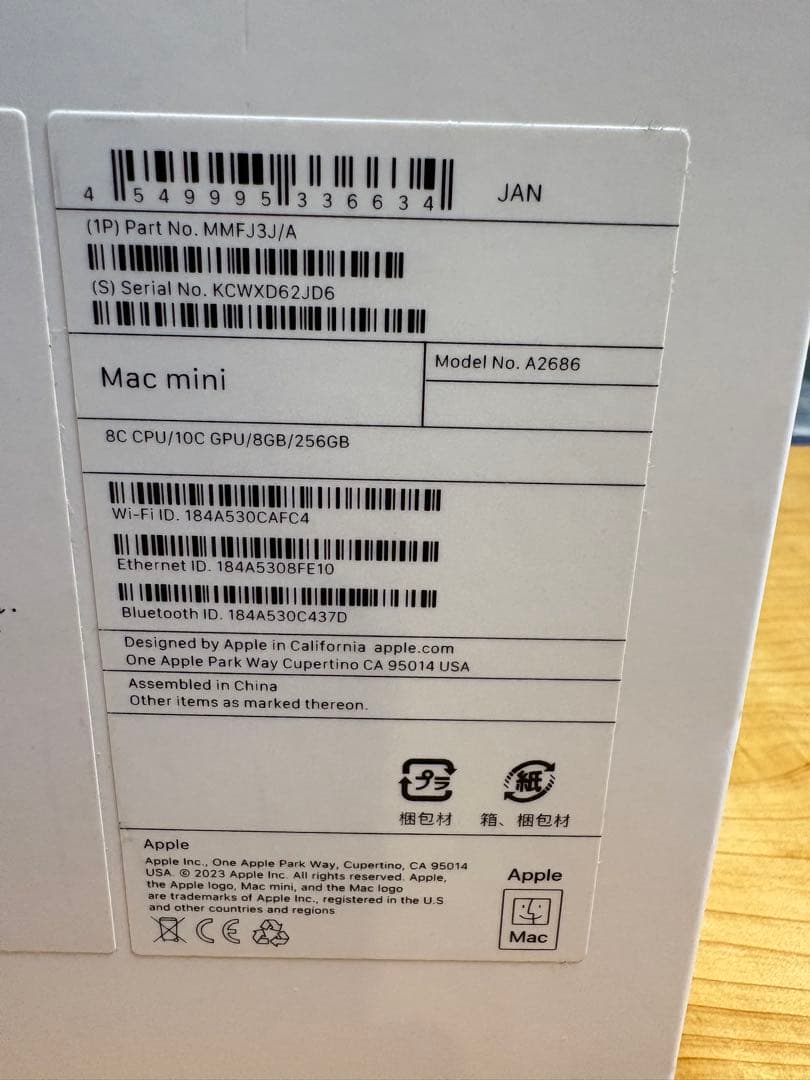 4 549995 336634 JAN
(1P) Part No. MMFJ3J/A
(S) Serial No. KCWXD62JD6
Mac mini
Model No. A2686
8C CPU/10C GPU/8GB/256GB
Wi-Fi ID. 184A530CAFC4
Ethernet ID. 184A5308FE10
Bluetooth ID. 184A530C437D
Designed by Apple in California apple.com
One Apple Park Way Cupertino CA 95014 USA
Assembled in China
Other items as marked thereon.
プラ
紙
梱包材
箱、梱包材
Apple
Apple Inc., One Apple Park Way, Cupertino, CA 95014
USA. © 2023 Apple Inc. All rights reserved. Apple,
the Apple logo, Mac mini, and the Mac logo
are trademarks of Apple Inc., registered in the U.S
and other countries and regions
CE
Apple
Mac